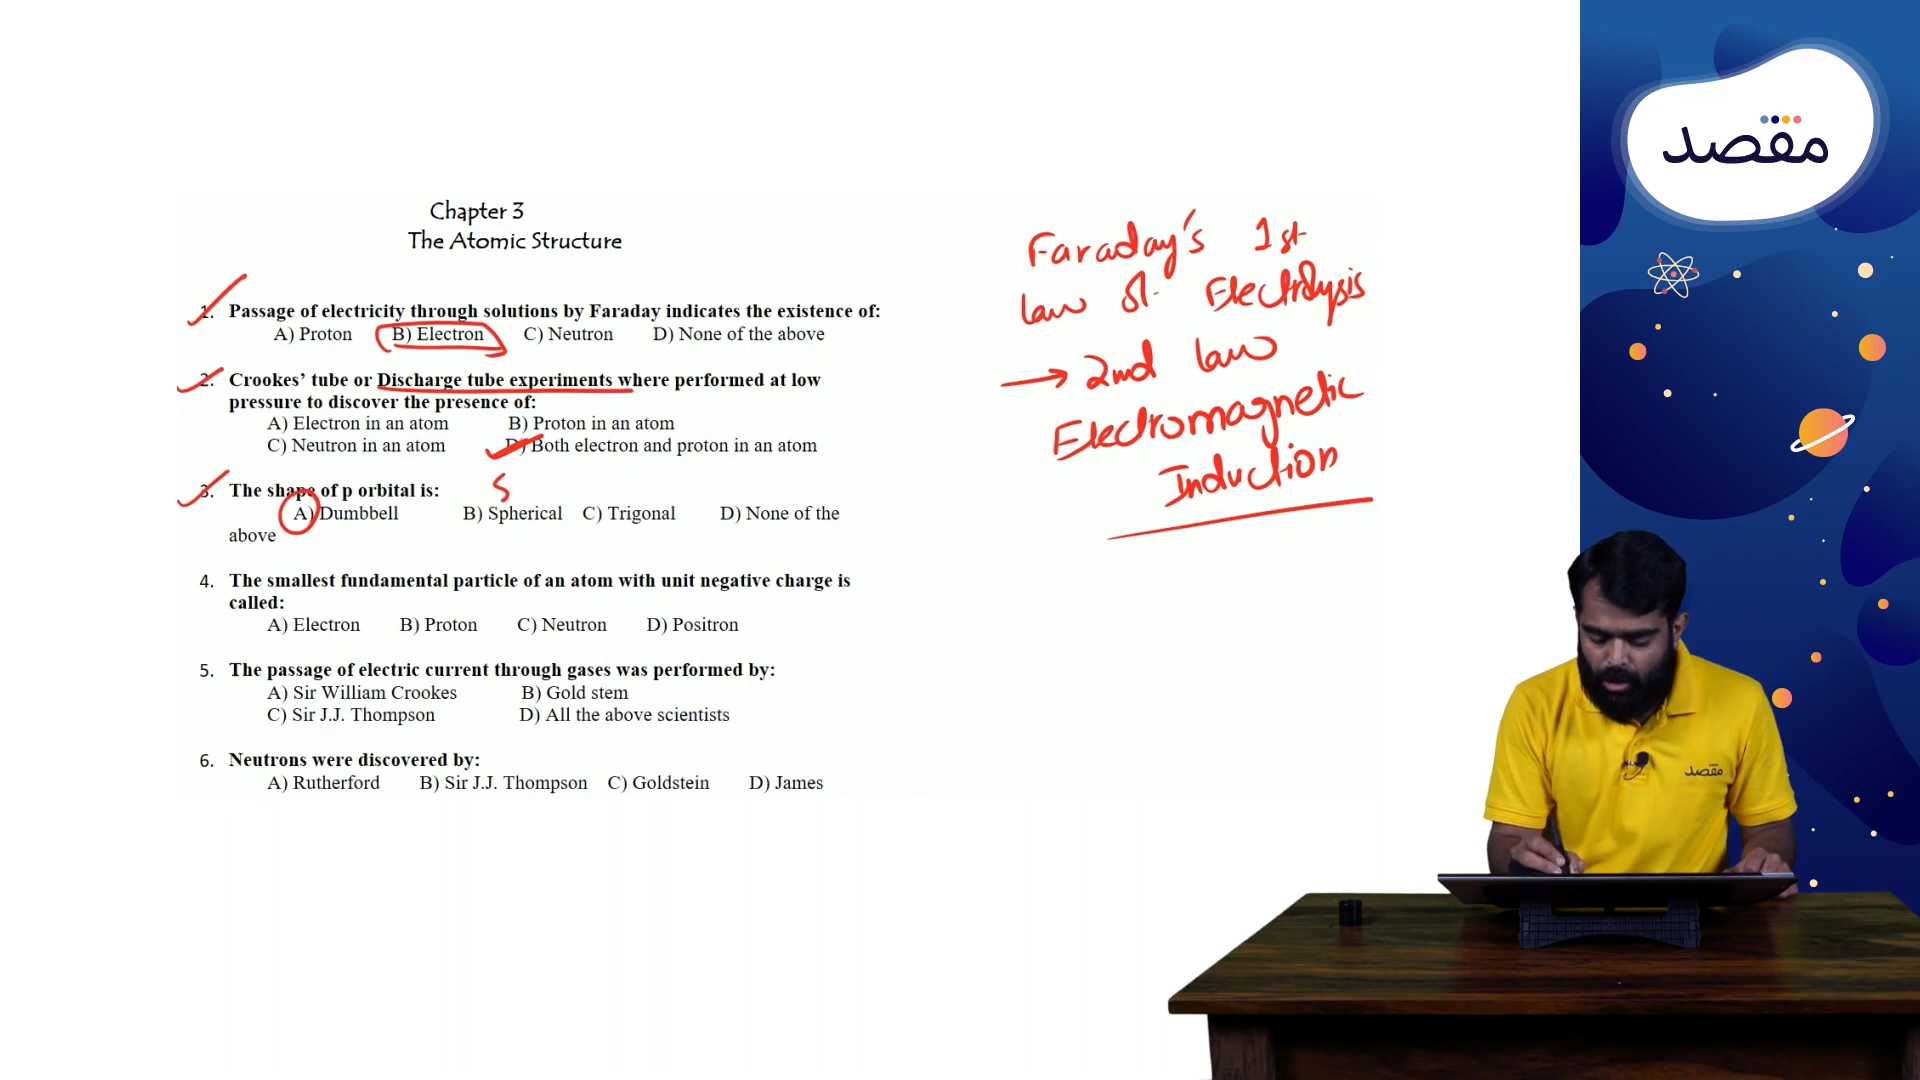 Chapter 3
The Atomic Structure
1. Passage of electricity through solutions by Faraday indicates the existence of:
A) Proton B) Electron C) Neutron D) None of the above
2. Crookes' tube or Discharge tube experiments where performed at low
pressure to discover the presence of:
A) Electron in an atom B) Proton in an atom
C) Neutron in an atom D) Both electron and proton in an atom
S
3. The shape of p orbital is:
A) Dumbbell B) Spherical C) Trigonal D) None of the
above
4. The smallest fundamental particle of an atom with unit negative charge is
called:
A) Electron B) Proton C) Neutron D) Positron
5. The passage of electric current through gases was performed by:
A) Sir William Crookes B) Gold stem
C) Sir J.J. Thompson D) All the above scientists
6. Neutrons were discovered by:
A) Rutherford B) Sir J.J. Thompson C) Goldstein D) James
Faraday's 1st
law of Electrolysis
→ 2nd law
Electromagnetic
Induction
مقصد
مقصد